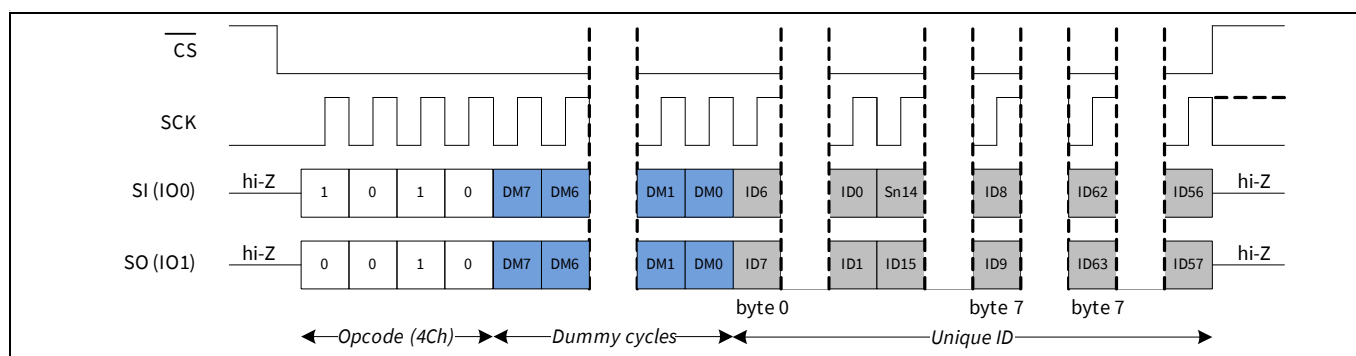 CS
SCK
SI (IO0) hi-Z 1 0 1 0 DM7 DM6 DM1 DM0 ID6 ID0 Sn14 ID8 ID62 ID56 hi-Z
SO (IO1) hi-Z 0 0 1 0 DM7 DM6 DM1 DM0 ID7 ID1 ID15 ID9 ID63 ID57 hi-Z
byte 0 byte 7 byte 7
Opcode (4Ch) Dummy cycles Unique ID